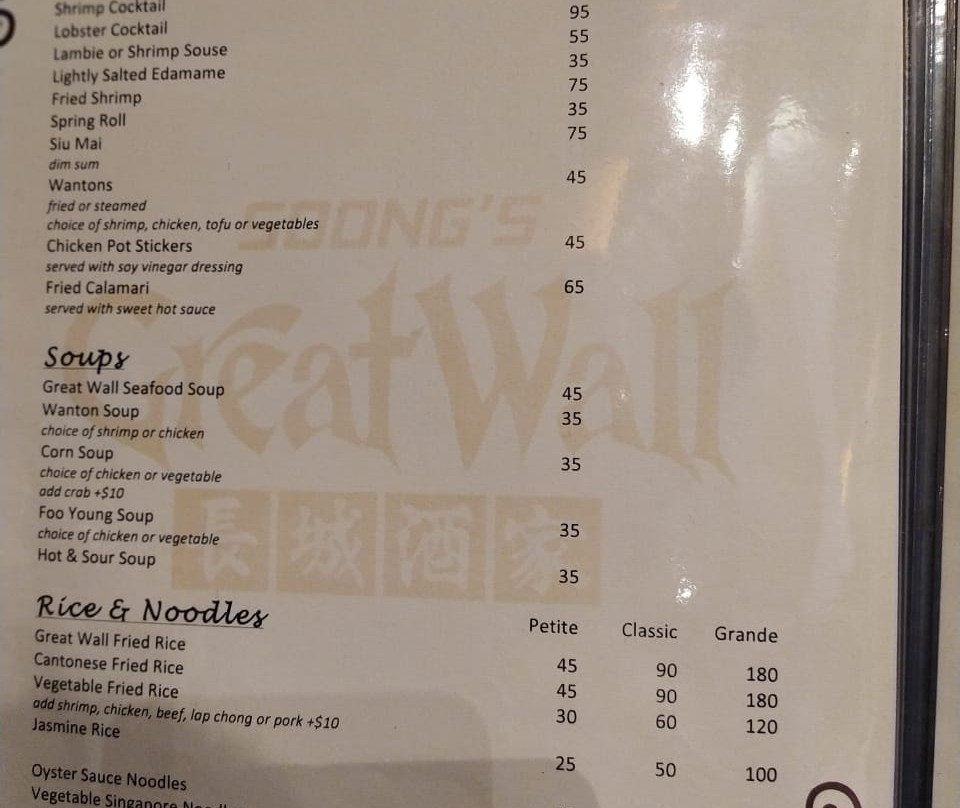 Shrimp Cocktail 95
Lobster Cocktail 55
Lambie or Shrimp Souse 35
Lightly Salted Edamame 75
Fried Shrimp 35
Spring Roll 75
Siu Mai
dim sum
Wantons 45
fried or steamed
choice of shrimp, chicken, tofu or vegetables
Chicken Pot Stickers 45
served with soy vinegar dressing
Fried Calamari 65
served with sweet hot sauce
SOONG'S
Great Wall
長城酒家
Soups
Great Wall Seafood Soup 45
Wanton Soup 35
choice of shrimp or chicken
Corn Soup 35
choice of chicken or vegetable
add crab +$10
Foo Young Soup 35
choice of chicken or vegetable
Hot & Sour Soup 35
Rice & Noodles Petite Classic Grande
Great Wall Fried Rice 45 90 180
Cantonese Fried Rice 45 90 180
Vegetable Fried Rice 30 60 120
add shrimp, chicken, beef, lap chong or pork +$10
Jasmine Rice 25 50 100
Oyster Sauce Noodles
Vegetable Singapore